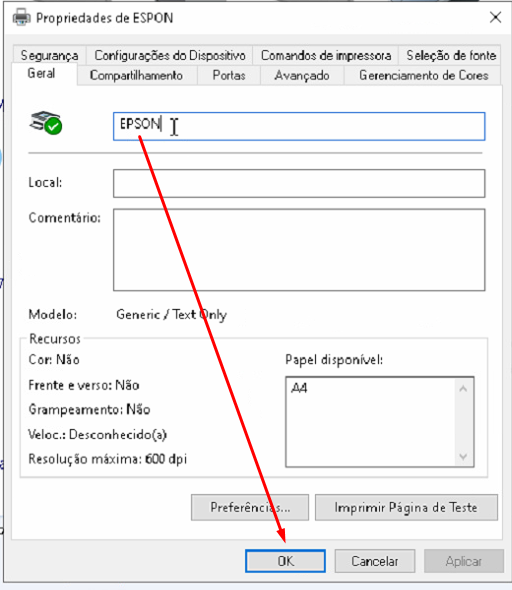 Propriedades de ESPON
Segurança Configurações do Dispositivo Comandos de impressora Seleção de fonte
Geral Compartilhamento Portas Avançado Gerenciamento de Cores
EPSON
Local:
Comentário:
Modelo: Generic / Text Only
Recursos
Cor: Não
Papel disponível:
Frente e verso: Não
A4
Grampeamento: Não
Veloc.: Desconhecido(a)
Resolução máxima: 600 dpi
Preferências... Imprimir Página de Teste
OK Cancelar Aplicar